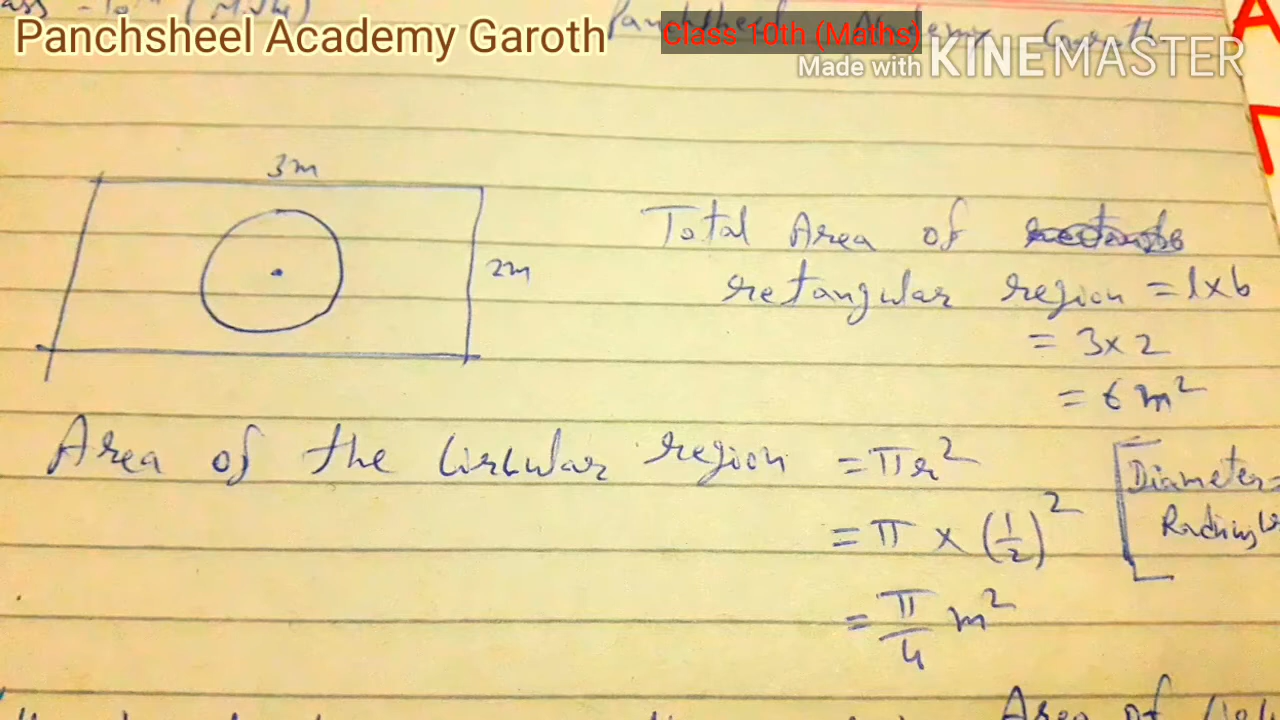 Panchsheel Academy Garoth
Class 10th (Maths)
Made with KINEMASTER
3m
2m
Total Area of
rectangular region = l×b
= 3×2
= 6 m²
Area of the Circular region = πr²
= π × (1/2)²
= π/4 m²
[Diameter=
Radius
Area of